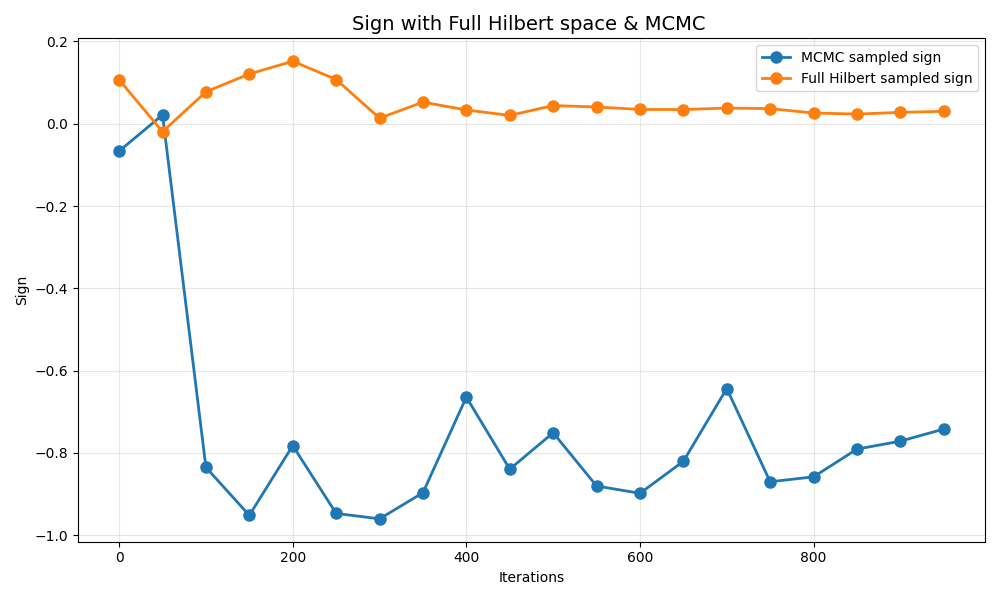 Sign with Full Hilbert space & MCMC
MCMC sampled sign
Full Hilbert sampled sign
0.2
0.0
−0.2
−0.4
−0.6
−0.8
−1.0
Sign
0 200 400 600 800
Iterations